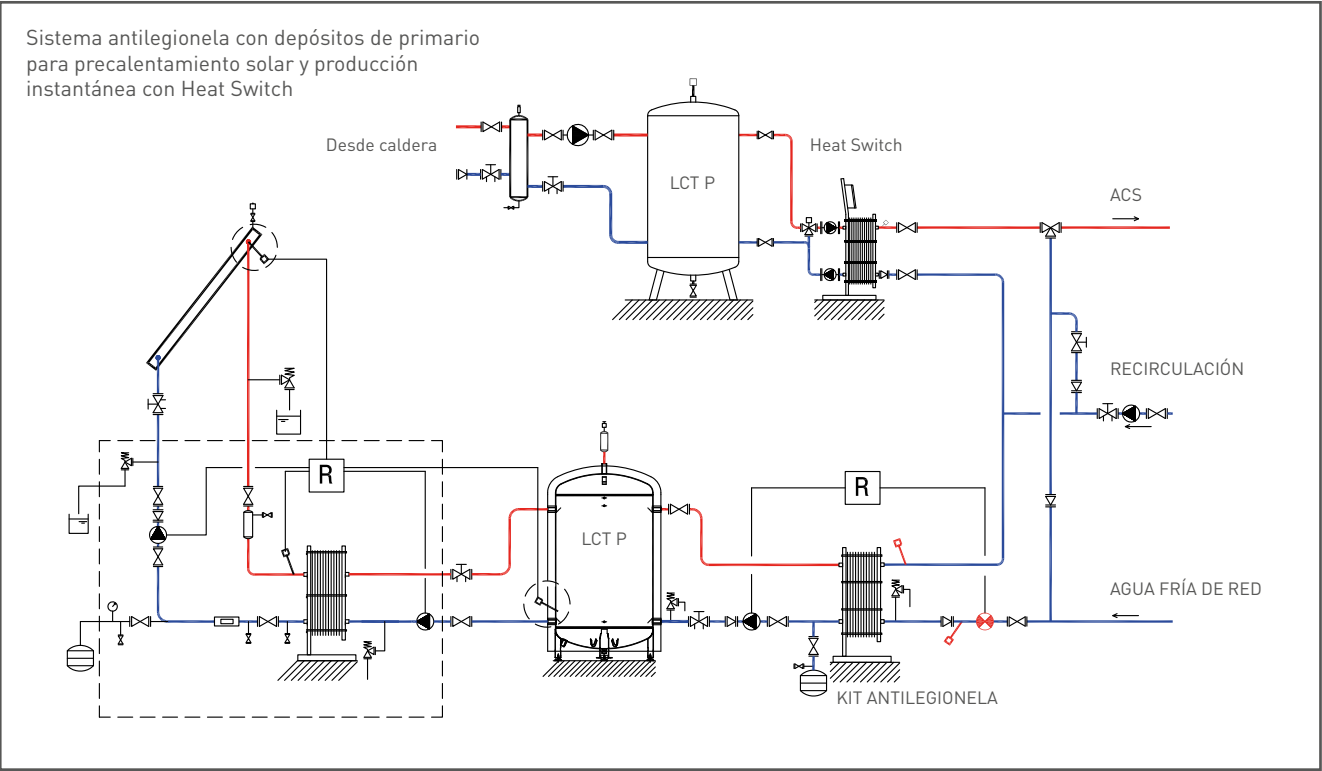 Sistema antilegionela con depósitos de primario
para precalentamiento solar y producción
instantánea con Heat Switch
Desde caldera
LCT P
Heat Switch
ACS
RECIRCULACIÓN
R
LCT P
R
AGUA FRÍA DE RED
KIT ANTILEGIONELA